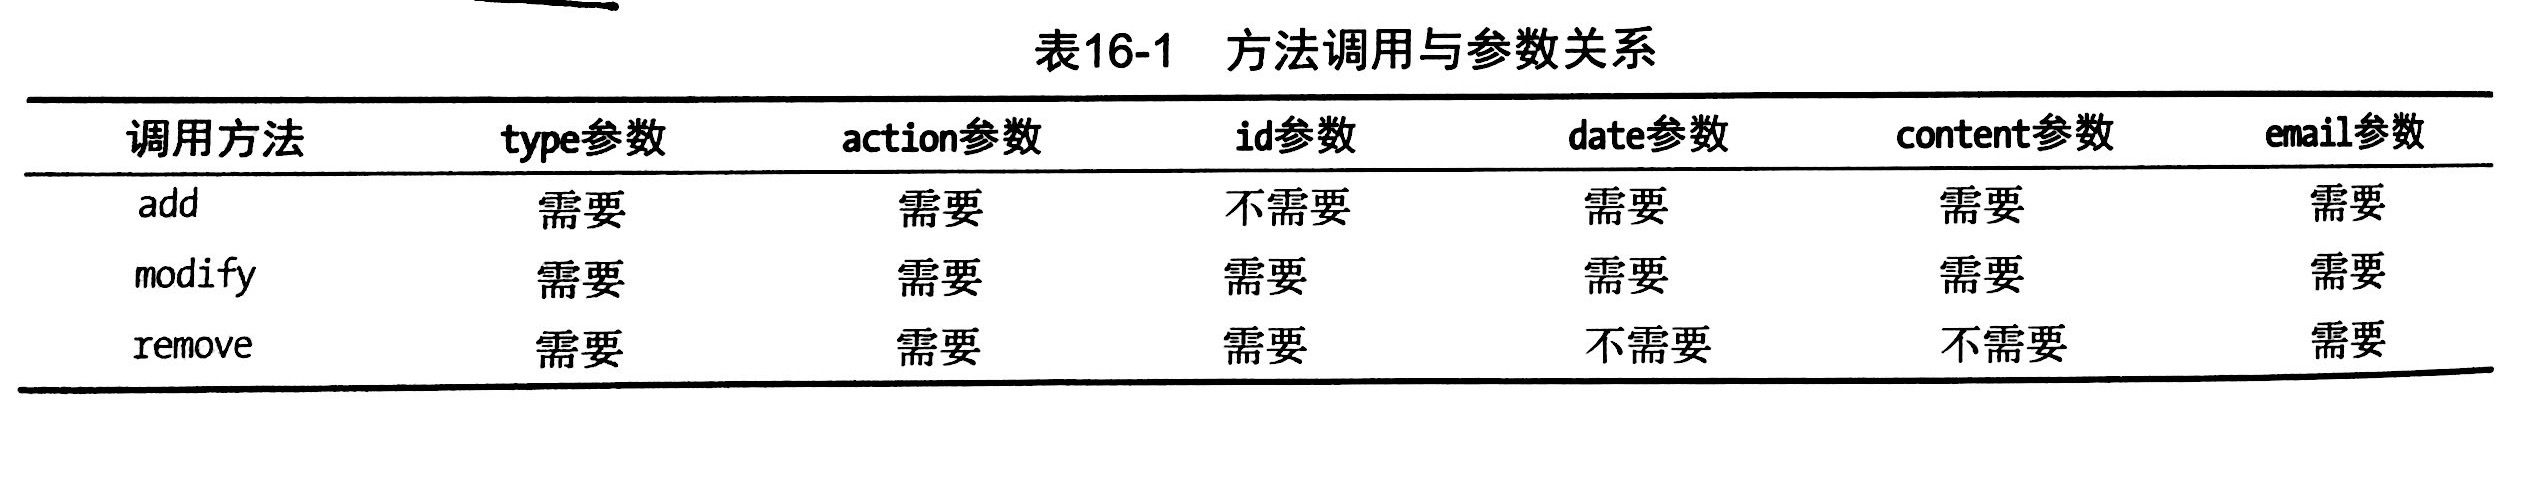 表16-1 方法调用与参数关系
调用方法 type参数 action参数 id参数 date参数 content参数 email参数
add 需要 需要 不需要 需要 需要 需要
modify 需要 需要 需要 需要 需要 需要
remove 需要 需要 需要 不需要 不需要 需要